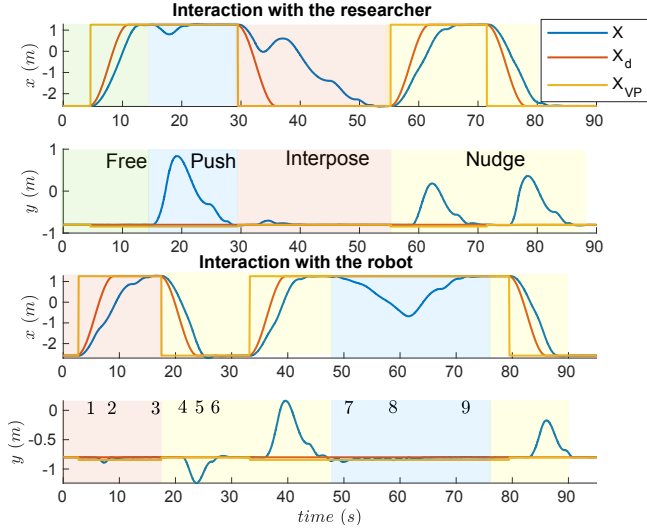 Interaction with the researcher
x (m)
1
0
-1
-2
0 10 20 30 40 50 60 70 80 90
X
X_d
X_VP
Free Push Interpose Nudge
y (m)
1
0
-1
0 10 20 30 40 50 60 70 80 90
Interaction with the robot
x (m)
1
0
-1
-2
0 10 20 30 40 50 60 70 80 90
1 2 3 4 5 6 7 8 9
y (m)
0
-0.5
-1
0 10 20 30 40 50 60 70 80 90
time (s)